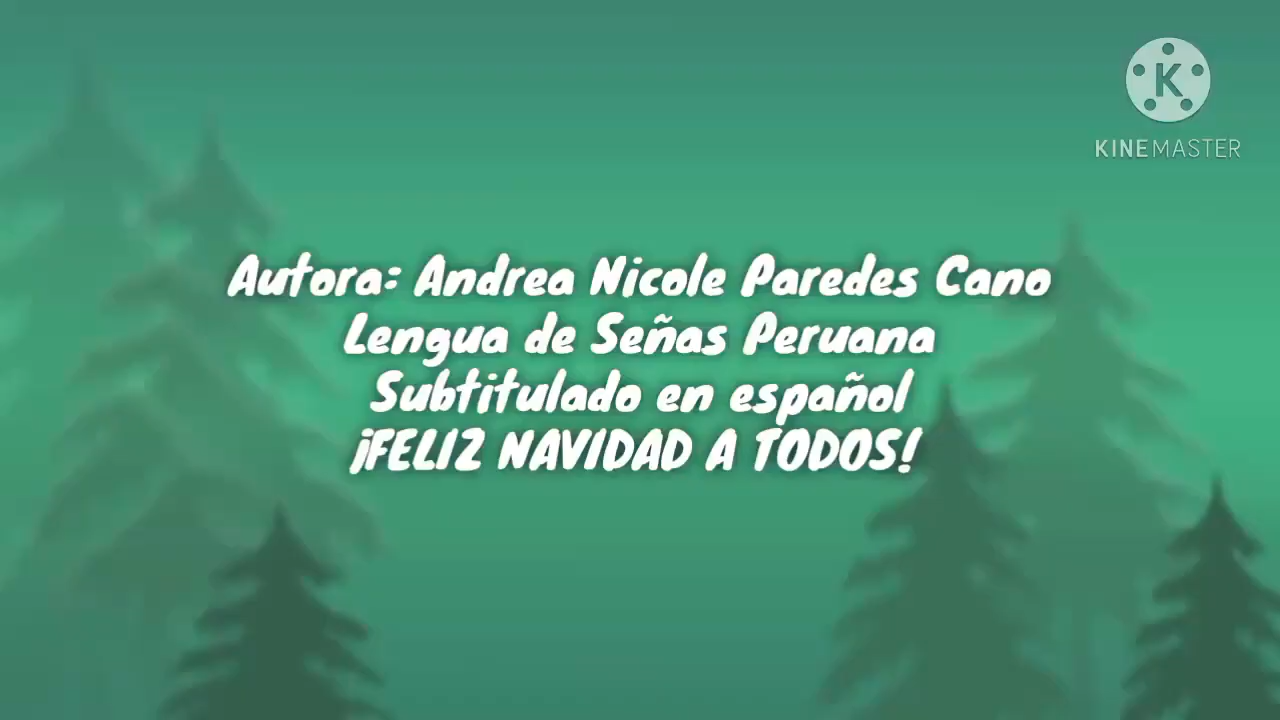 K
KINEMASTER
Autora: Andrea Nicole Paredes Cano
Lengua de Señas Peruana
Subtitulado en español
¡FELIZ NAVIDAD A TODOS!